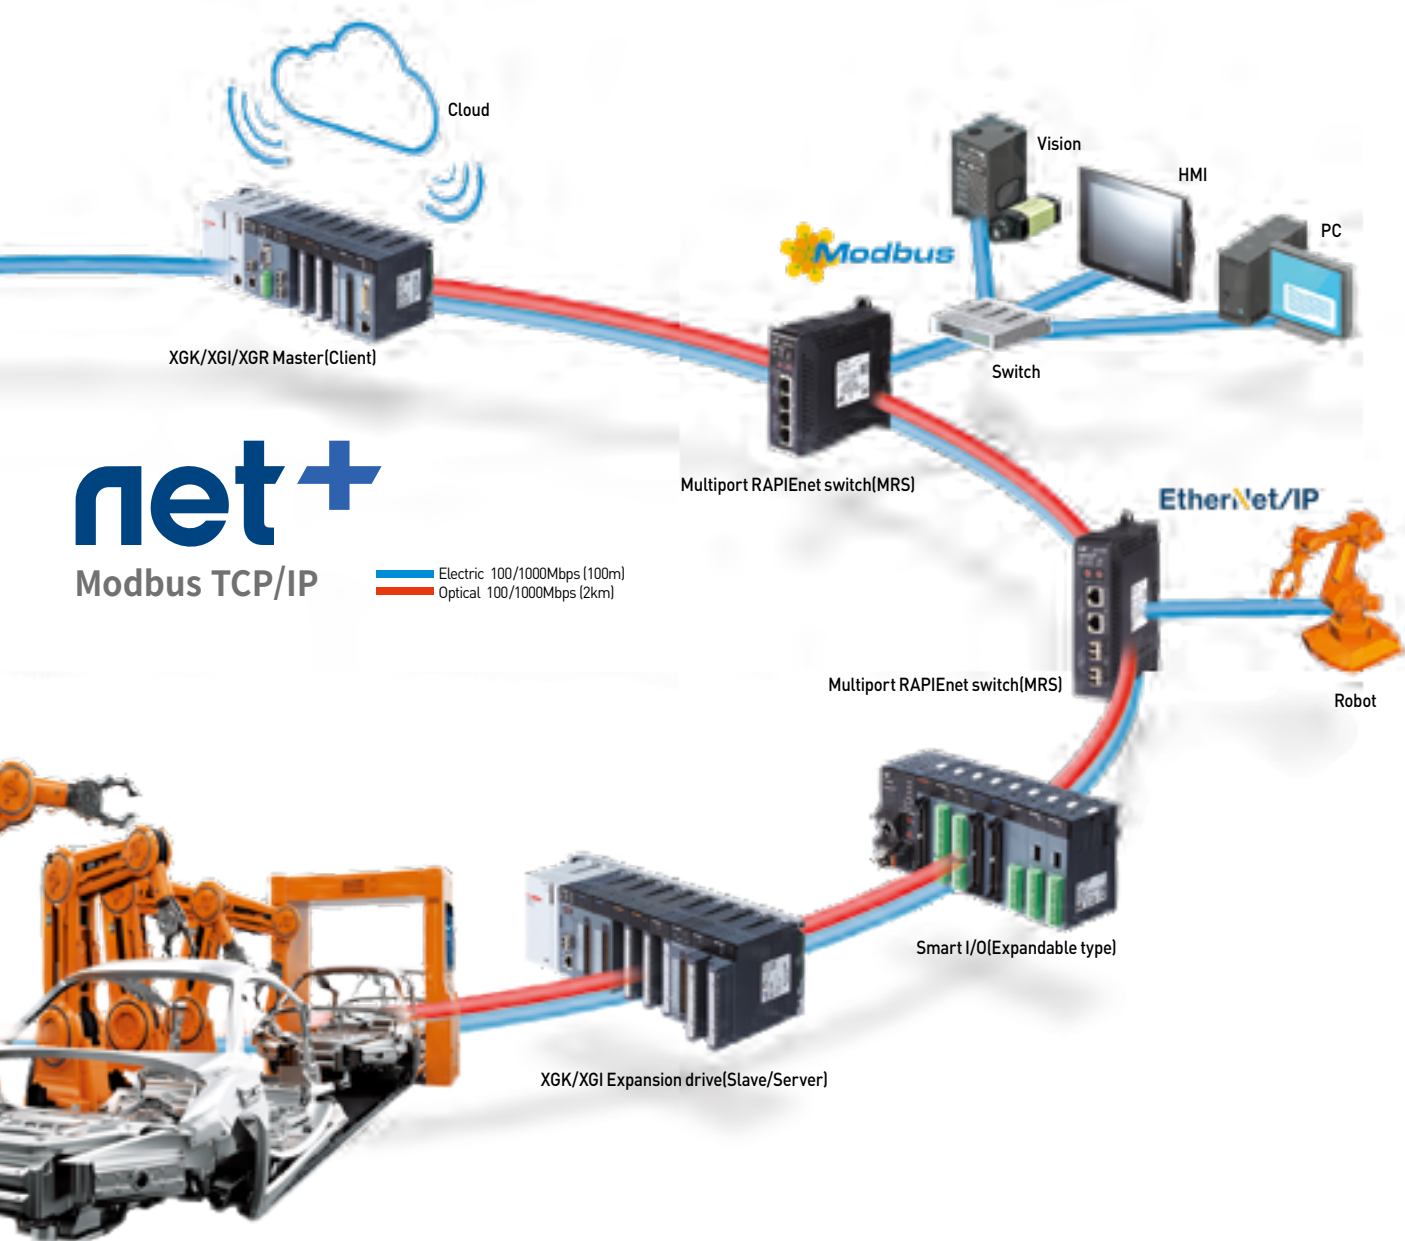 Cloud
Vision
HMI
PC
Modbus
XGK/XGI/XGR Master(Client)
Switch
net+
Multiport RAPIEnet switch(MRS)
EtherNet/IP
Modbus TCP/IP
Electric 100/1000Mbps (100m)
Optical 100/1000Mbps (2km)
Multiport RAPIEnet switch(MRS)
Robot
Smart I/O(Expandable type)
XGK/XGI Expansion drive(Slave/Server)